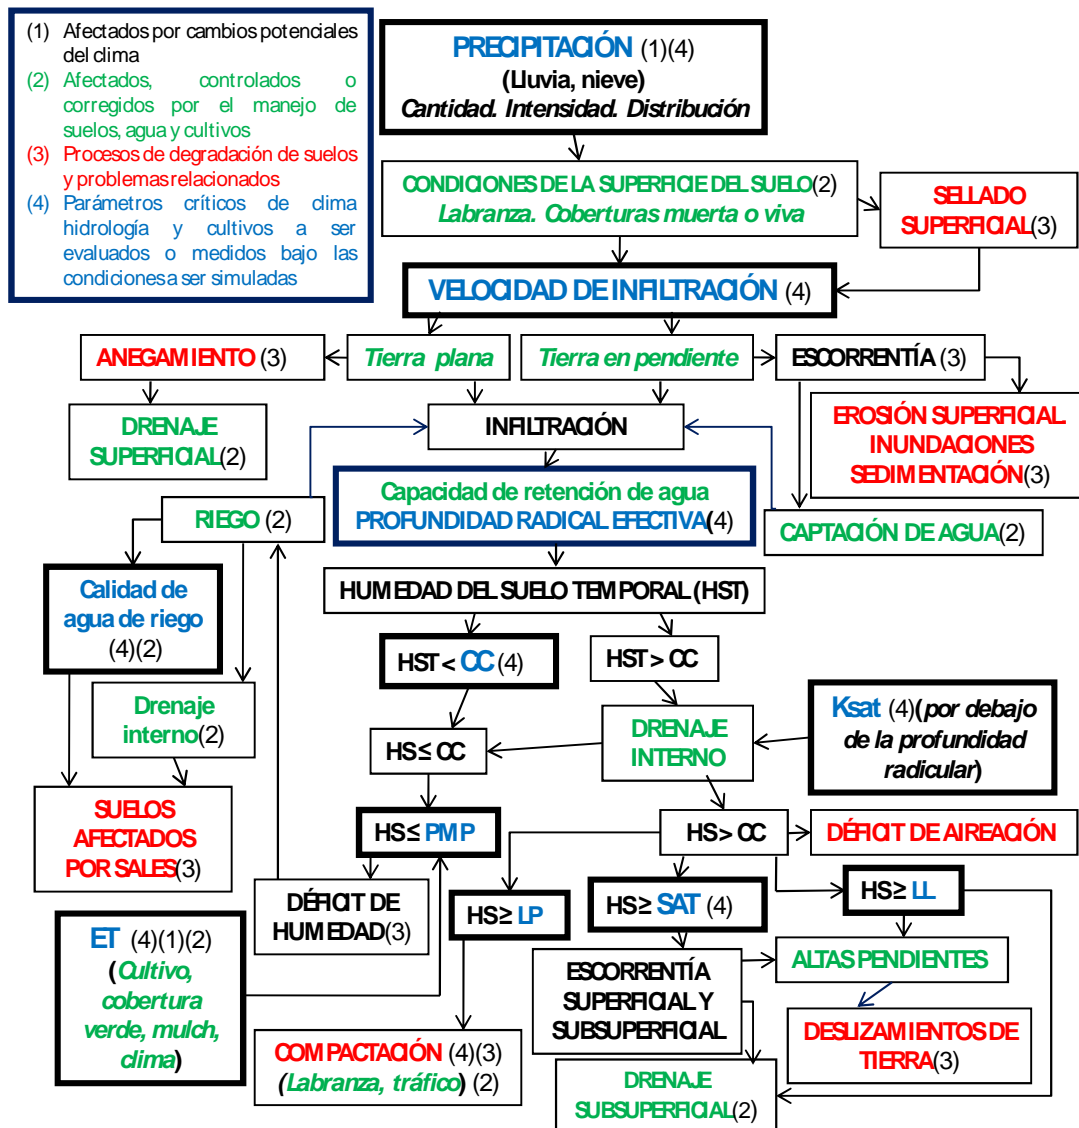 (1) Afectados por cambios potenciales
del clima
(2) Afectados, controlados o
corregidos por el manejo de
suelos, agua y cultivos
(3) Procesos de degradación de suelos
y problemas relacionados
(4) Parámetros críticos de clima
hidrología y cultivos a ser
evaluados o medidos bajo las
condiciones a ser simuladas
PRECIPITACIÓN (1)(4)
(Lluvia, nieve)
Cantidad. Intensidad. Distribución
CONDICIONES DE LA SUPERFICIE DEL SUELO(2)
Labranza. Coberturas muerta o viva
SELLADO
SUPERFICIAL(3)
VELOCIDAD DE INFILTRACIÓN (4)
ANEGAMIENTO (3)
Tierra plana
Tierra en pendiente
ESCORRENTÍA (3)
DRENAJE
SUPERFICIAL(2)
INFILTRACIÓN
EROSIÓN SUPERFICIAL
INUNDACIONES
SEDIMENTACIÓN(3)
Capacidad de retención de agua
PROFUNDIDAD RADICAL EFECTIVA(4)
RIEGO (2)
CAPTACIÓN DE AGUA(2)
HUMEDAD DEL SUELO TEMPORAL (HST)
Calidad de
agua de riego
(4)(2)
HST < CC (4)
HST > CC
Drenaje
interno(2)
DRENAJE
INTERNO
Ksat (4)(por debajo
de la profundidad
radicular)
HS ≤ CC
SUELOS
AFECTADOS
POR SALES(3)
HS ≤ PMP
HS > CC
DÉFICIT DE AIREACIÓN
DÉFICIT DE
HUMEDAD(3)
HS ≥ LP
HS ≥ SAT (4)
HS ≥ LL
ET (4)(1)(2)
(Cultivo,
cobertura
verde, mulch,
clima)
ESCORRENTÍA
SUPERFICIAL Y
SUBSUPERFICIAL
ALTAS PENDIENTES
COMPACTACIÓN (4)(3)
(Labranza, tráfico) (2)
DESLIZAMIENTOS DE
TIERRA(3)
DRENAJE
SUBSUPERFICIAL(2)